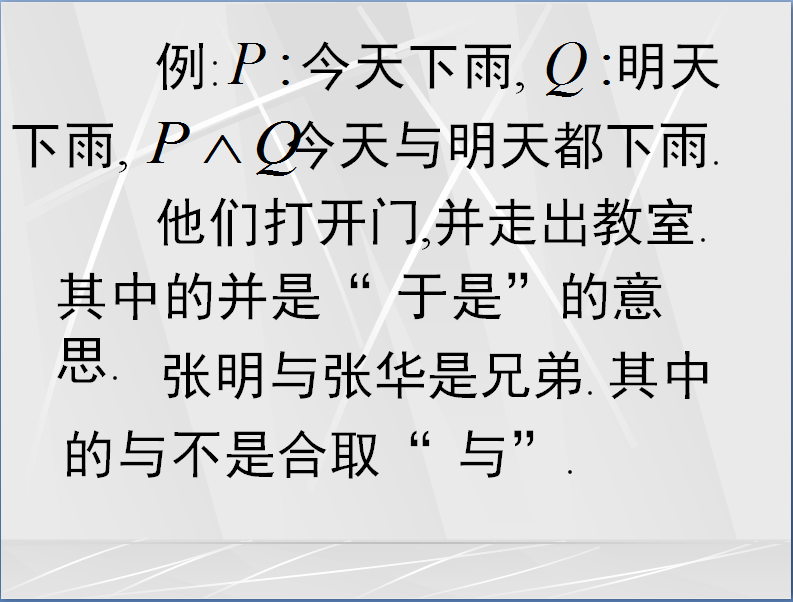 例:P:今天下雨, Q:明天
下雨, P∧Q今天与明天都下雨.
他们打开门,并走出教室.
其中的并是“ 于是”的意
思.
张明与张华是兄弟.其中
的与不是合取“ 与”.